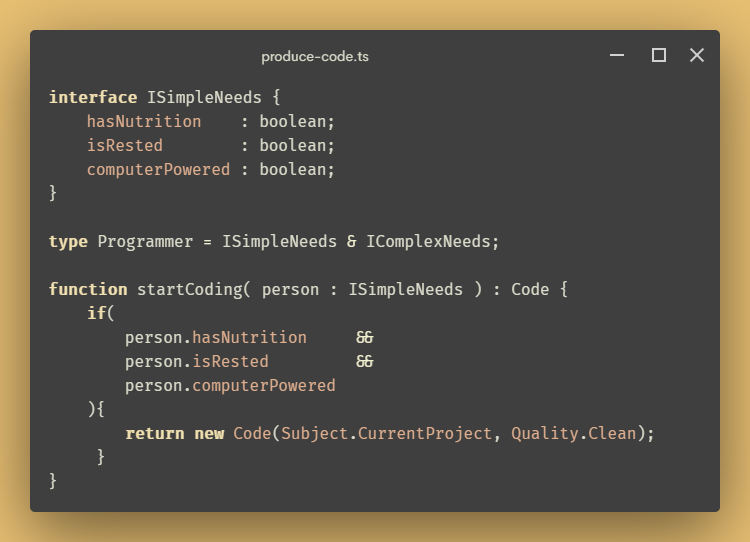 produce-code.ts
interface ISimpleNeeds {
    hasNutrition    : boolean;
    isRested        : boolean;
    computerPowered : boolean;
}

type Programmer = ISimpleNeeds & IComplexNeeds;

function startCoding( person : ISimpleNeeds ) : Code {
    if(
        person.hasNutrition     &&
        person.isRested         &&
        person.computerPowered
    ){
        return new Code(Subject.CurrentProject, Quality.Clean);
     }
}